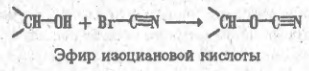 CH-OH + Br-C≡N → CH-O-C≡N
Эфир изоциановой кислоты